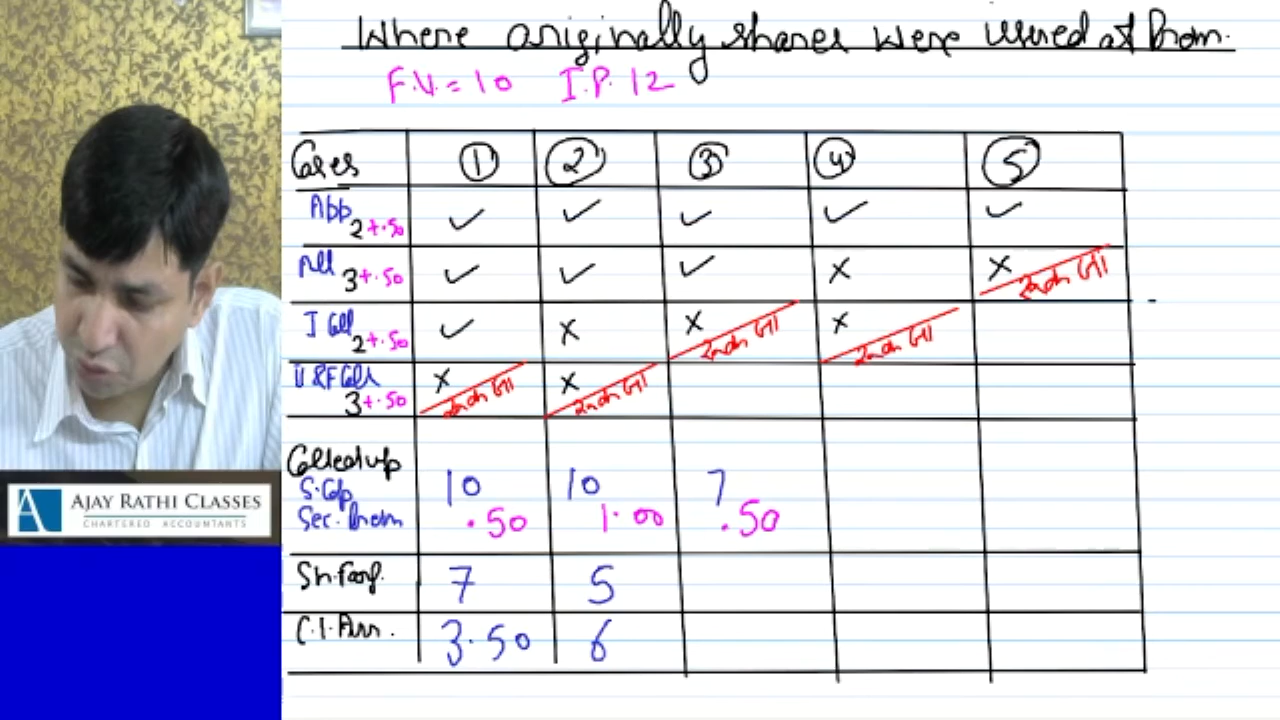 Where originally shares were issued at Prem.
F.V. = 10 I.P. 12
Cases ① ② ③ ④ ⑤
App 2+.50 ✓ ✓ ✓ ✓ ✓
All 3+.50 ✓ ✓ ✓ × ×
I Call 2+.50 ✓ × × ×
II & F Call 3+.50 × ×
Called up
S. Cap 10 10 7
Sec. Prem .50 1.00 .50
Sh. Forf. 7 5
C.I. Arr. 3.50 6
AJAY RATHI CLASSES
CHARTERED ACCOUNTANTS